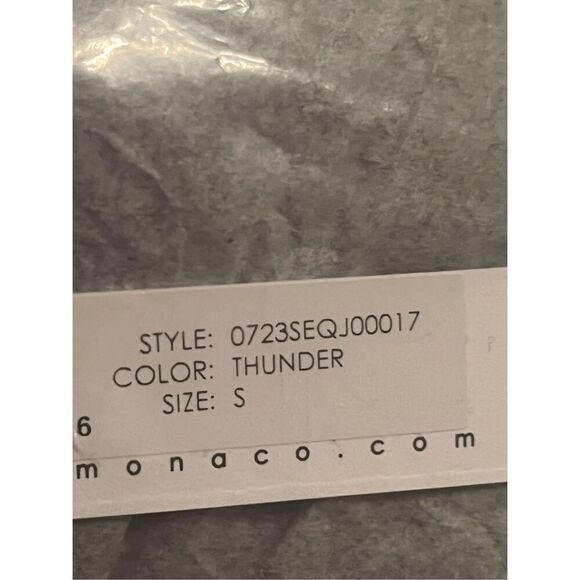 STYLE: 0723SEQJ00017
COLOR: THUNDER
SIZE: S
6
monaco.com